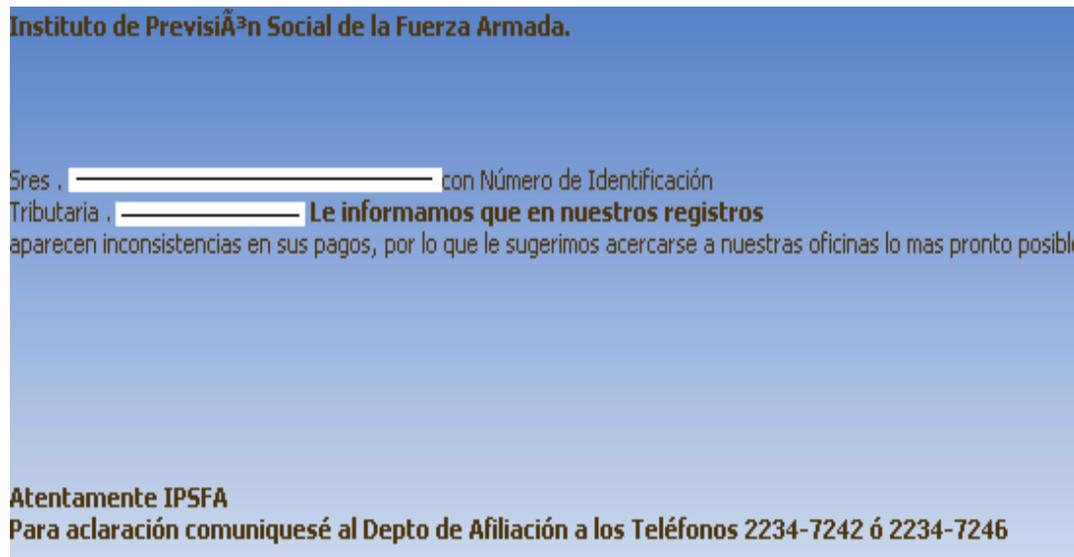 Instituto de PrevisiÃ³n Social de la Fuerza Armada.
Sres . con Número de Identificación
Tributaria . Le informamos que en nuestros registros
aparecen inconsistencias en sus pagos, por lo que le sugerimos acercarse a nuestras oficinas lo mas pronto posible
Atentamente IPSFA
Para aclaración comuniquesé al Depto de Afiliación a los Teléfonos 2234-7242 ó 2234-7246